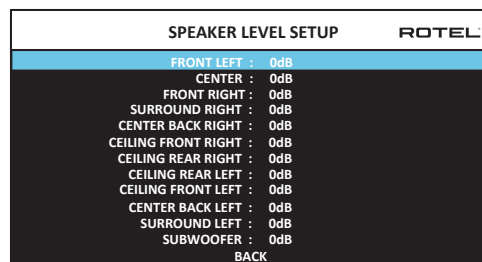 SPEAKER LEVEL SETUP ROTEL
FRONT LEFT : 0dB
CENTER : 0dB
FRONT RIGHT : 0dB
SURROUND RIGHT : 0dB
CENTER BACK RIGHT : 0dB
CEILING FRONT RIGHT : 0dB
CEILING REAR RIGHT : 0dB
CEILING REAR LEFT : 0dB
CEILING FRONT LEFT : 0dB
CENTER BACK LEFT : 0dB
SURROUND LEFT : 0dB
SUBWOOFER : 0dB
BACK